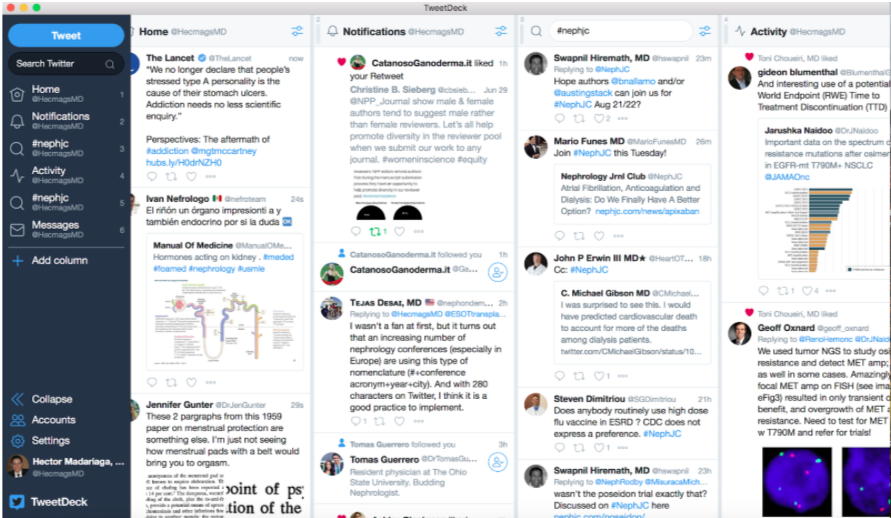 TweetDeck
Tweet
Search Twitter
Home
@HecmagsMD
1
Notifications
@HecmagsMD
2
#nephjc
@HecmagsMD
3
Activity
@HecmagsMD
4
#nephjc
@HecmagsMD
5
Messages
@HecmagsMD
6
Add column
Collapse
Accounts
Settings
Hector Madariaga, ...
@HecmagsMD
TweetDeck
Home @HecmagsMD
The Lancet @TheLancet now
“We no longer declare that people's
stressed type A personality is the
cause of their stomach ulcers.
Addiction needs no less scientific
enquiry.”
Perspectives: The aftermath of
#addiction @mgtmccartney
hubs.ly/H0drNZH0
Ivan Nefrologo @nefroteam 24s
El riñón un órgano impresionti a y
también endocrino por si la duda OK
Manual Of Medicine @ManualOMe...
Hormones acting on kidney . #meded
#foamed #nephrology #usmle
Jennifer Gunter @DrJenGunter 29s
These 2 pargraphs from this 1959
paper on menstrual protection are
something else. I'm just not seeing
how menstrual pads with a belt would
bring you to orgasm.
point of ps
tion of the
2
Notifications @HecmagsMD
CatanosoGanoderma.it liked 1h
your Retweet
Christine B. Sieberg @cbsieb... Jun 29
@NPP_Journal show male & female
authors tend to suggest male rather
than female reviewers. Let's all help
promote diversity in the reviewer pool
when we submit our work to any
journal. #womeninscience #equity
1
CatanosoGanoderma.it followed you 1h
CatanosoGanoderma.it @Ga...
Tejas Desai, MD @nephondem... 2h
Replying to @HecmagsMD @ESOTtranspla...
I wasn't a fan at first, but it turns out
that an increasing number of
nephrology conferences (especially in
Europe) are using this type of
nomenclature (#+conference
acronym+year+city). And with 280
characters on Twitter, I think it is a
good practice to implement.
1
Tomas Guerrero followed you 3h
Tomas Guerrero @DrTomasGu...
Resident physician at The Ohio
State University. Budding
Nephrologist.
3
#nephjc
Swapnil Hiremath, MD @hswapnil 23m
Replying to @NephJC
Hope authors @bnallamo and/or
@austingstack can join us for
#NephJC Aug 21/22?
2
Mario Funes MD @MarioFunesMD 26m
Join #NephJC this Tuesday!
Nephrology Jrnl Club @NephJC
Atrial Fibrillation, Anticoagulation and
Dialysis: Do We Finally Have A Better
Option? nephjc.com/news/apixaban
John P Erwin III MD★ @HeartOT... 18h
Cc: #NephJC
C. Michael Gibson MD @CMichael...
I was surprised to see this. I would
have predicted cardiovascular death
to account for more of the deaths
among dialysis patients.
twitter.com/CMichaelGibson/status/10...
1
Steven Dimitriou @SGDimitriou 21h
Does anybody routinely use high dose
flu vaccine in ESRD ? CDC does not
express a preference. #NephJC
1
Swapnil Hiremath, MD @hswapnil 23h
Replying to @NephRodby @MisuracaMich...
wasn't the poseidon trial exactly that?
Discussed on #NephJC here
nephjc.com/poseidon/
4
Activity @HecmagsMD
Toni Choueiri, MD liked
gideon blumenthal @BlumenthalG
And interesting use of a potential
World Endpoint (RWE) Time to
Treatment Discontinuation (TTD)
Jarushka Naidoo @DrJNaidoo
Important data on the spectrum o
resistance mutations after osimer
in EGFR-mt T790M+ NSCLC
@JAMAOnc
1 4
Toni Choueiri, MD liked
Geoff Oxnard @geoff_oxnard
Replying to @RenoHemonc @DrJNaido
We used tumor NGS to study osi
resistance and detect MET amp;
as well in some cases. Amazingly
focal MET amp on FISH (see ima
eFig3) resulted in only transient c
benefit, and overgrowth of MET a
resistance. Need to test for MET
w T790M and refer for trials!